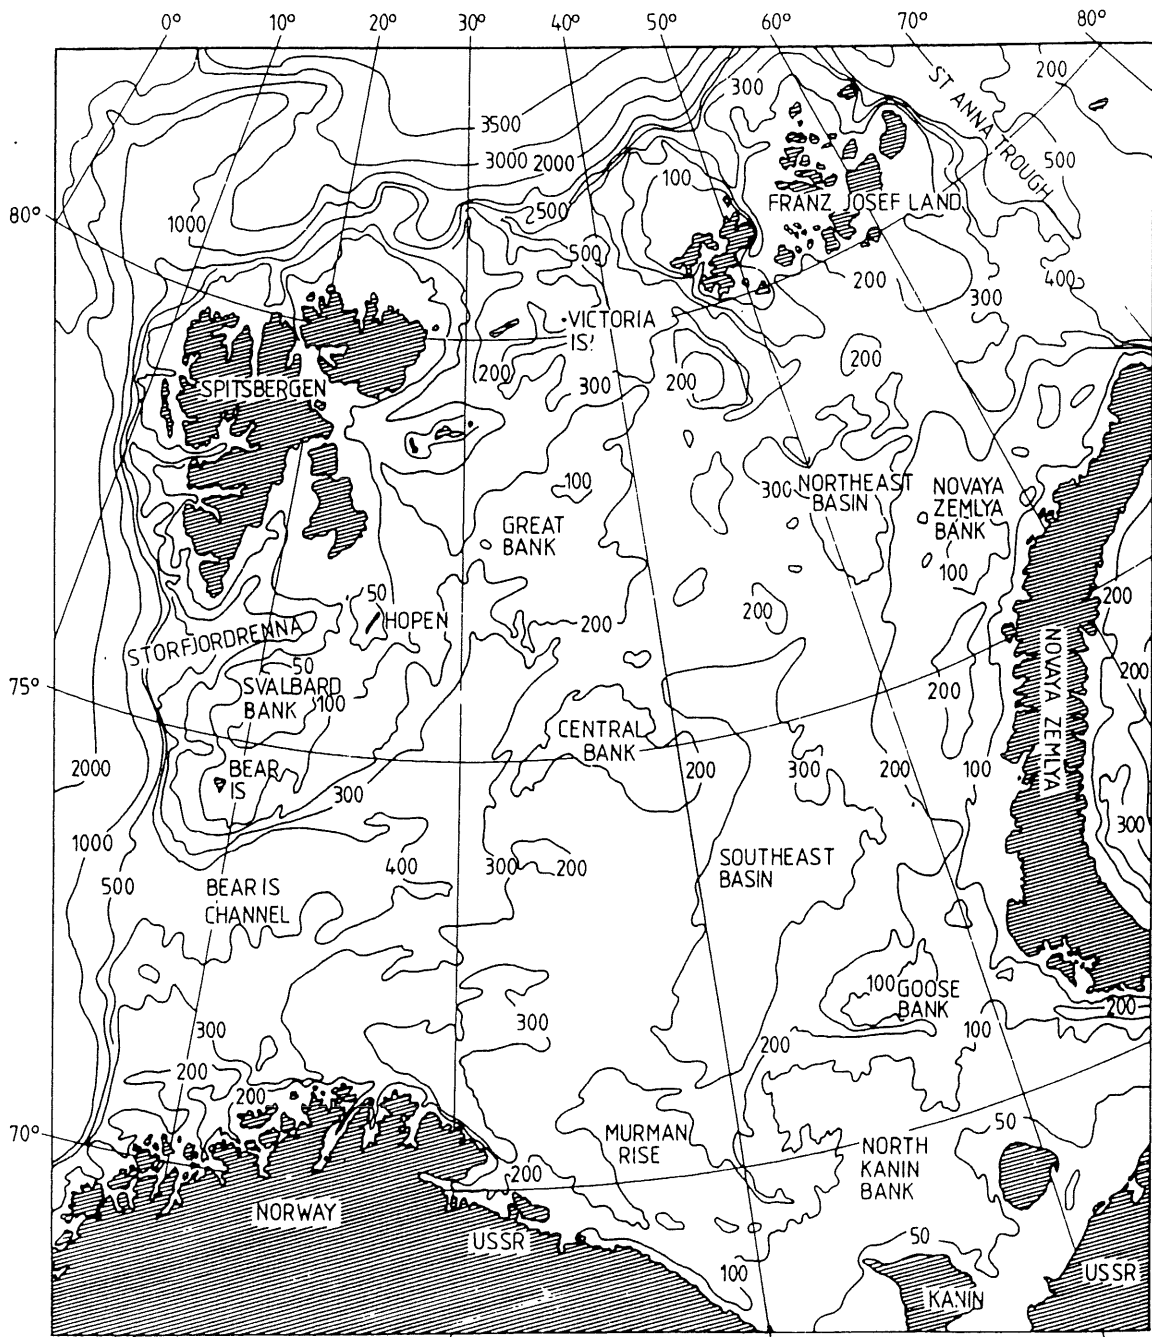 0° 10° 20° 30° 40° 50° 60° 70° 80°
ST ANNA TROUGH
200
300
3500
500
3000 2000
100
FRANZ JOSEF LAND
80°
2500
1000
500
200
400
300
VICTORIA
IS.
200
(200)
300
200
SPITSBERGEN
100
300
NORTHEAST
BASIN
NOVAYA
ZEMLYA
BANK
GREAT
BANK
100
50
200
200
HOPEN
200
STORFJORDRENNA
NOVAYA ZEMLYA
50
200
75°
SVALBARD
BANK
100
200
CENTRAL
BANK
2000
BEAR
IS
200
300
200
100
300
300
1000
400
300
200
SOUTHEAST
BASIN
500
BEAR IS
CHANNEL
100
GOOSE
BANK
200
300
300
200
100
200
200
50
70°
MURMAN
RISE
NORTH
KANIN
BANK
200
NORWAY
USSR
50
100
USSR
KANIN